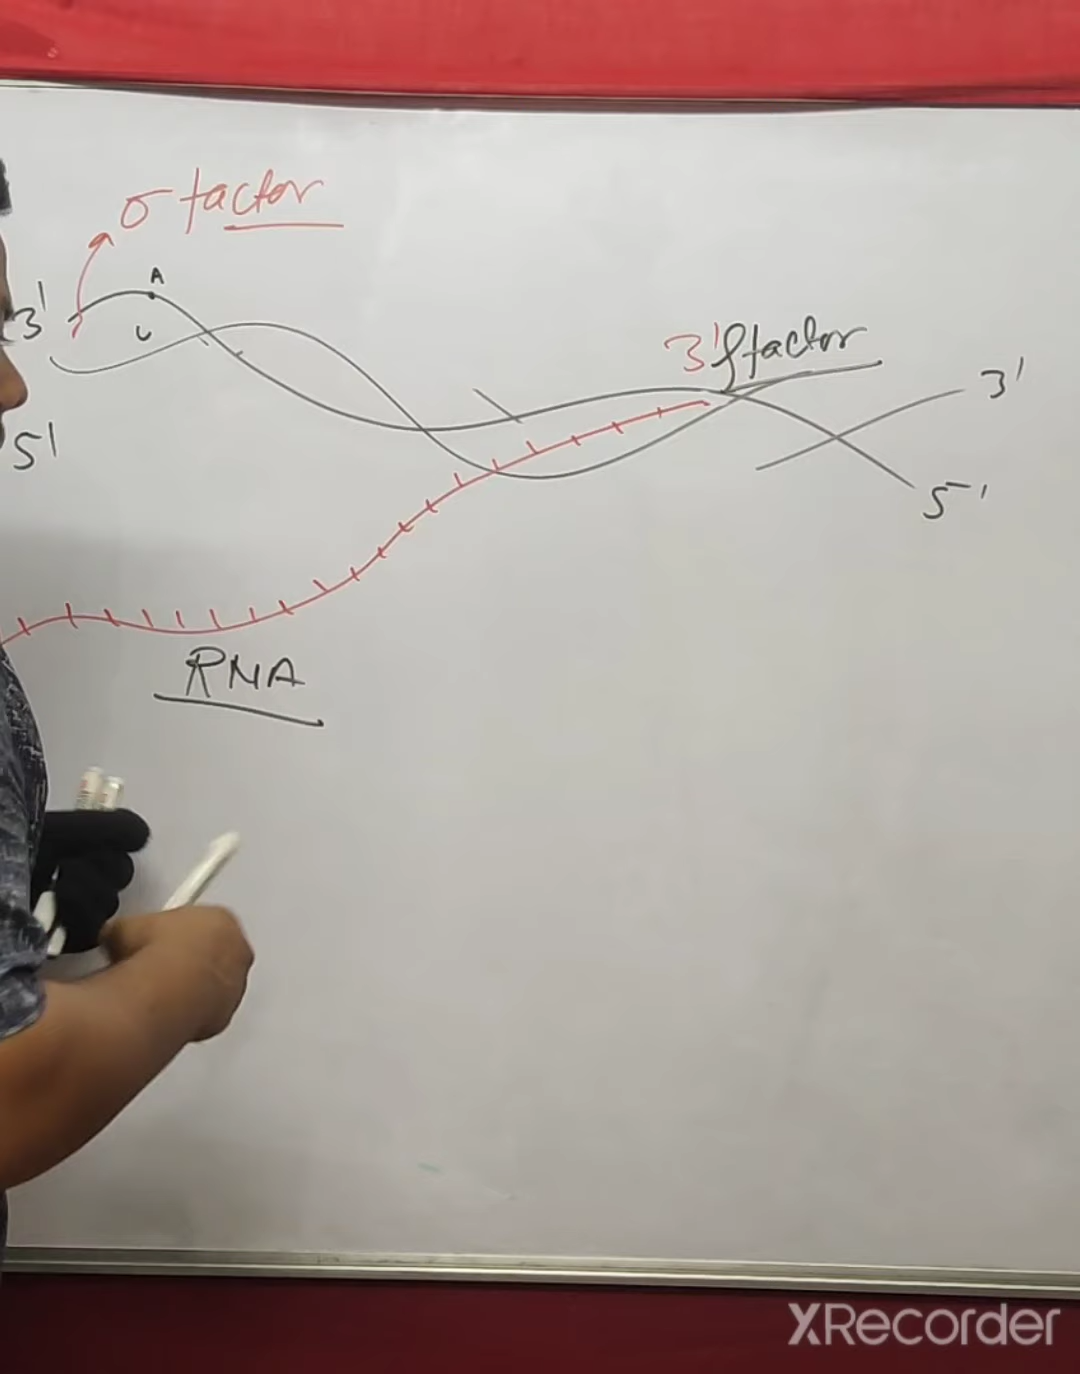 σ factor
A
3'
U
3' ρ factor
3'
5'
5'
RNA
XRecorder